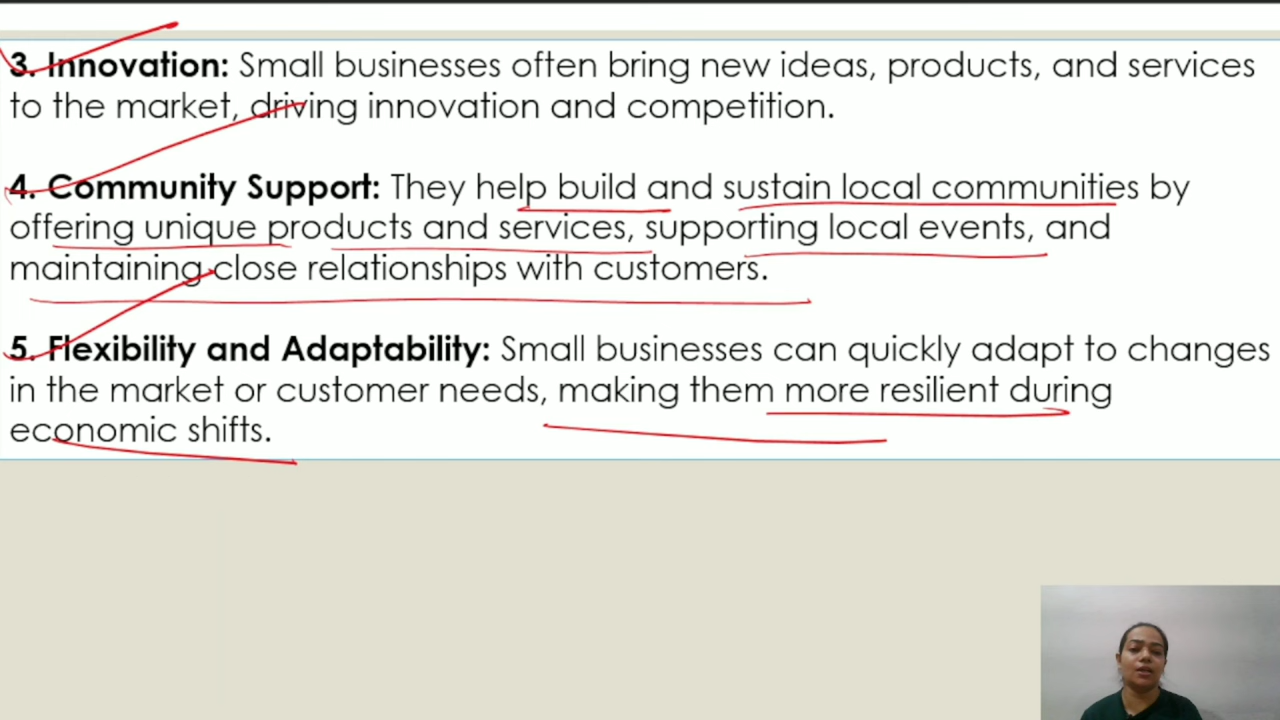 3. Innovation: Small businesses often bring new ideas, products, and services
to the market, driving innovation and competition.
4. Community Support: They help build and sustain local communities by
offering unique products and services, supporting local events, and
maintaining close relationships with customers.
5. Flexibility and Adaptability: Small businesses can quickly adapt to changes
in the market or customer needs, making them more resilient during
economic shifts.